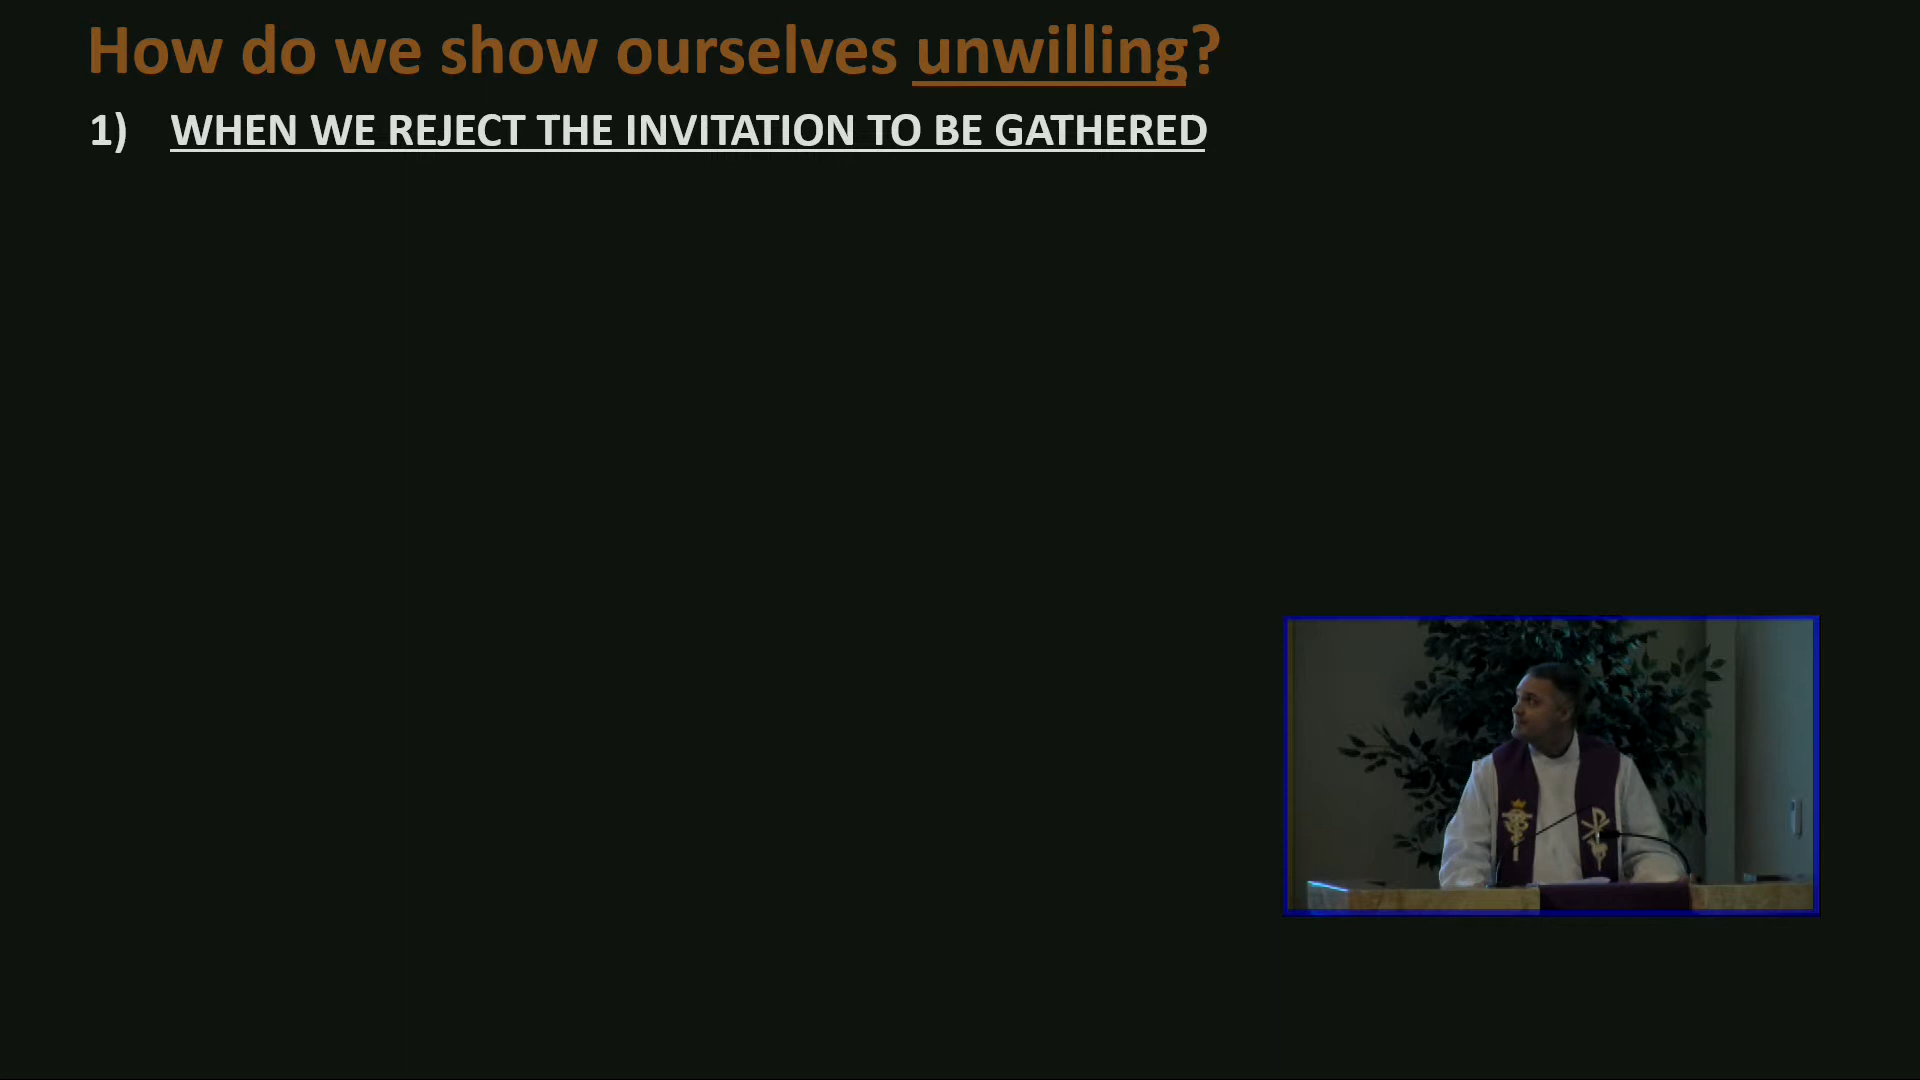 How do we show ourselves unwilling?
1) WHEN WE REJECT THE INVITATION TO BE GATHERED